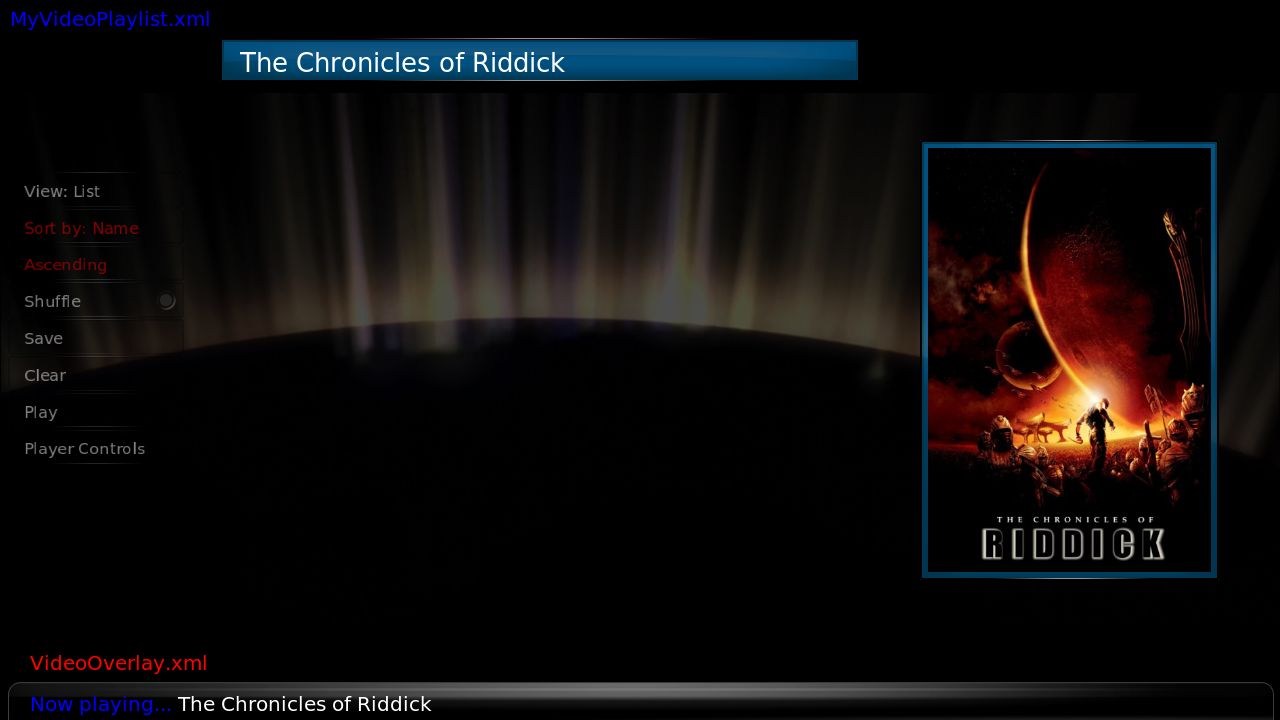 MyVideoPlaylist.xml
The Chronicles of Riddick
View: List
Sort by: Name
Ascending
Shuffle
Save
Clear
Play
Player Controls
THE CHRONICLES OF
RIDDICK
VideoOverlay.xml
Now playing... The Chronicles of Riddick